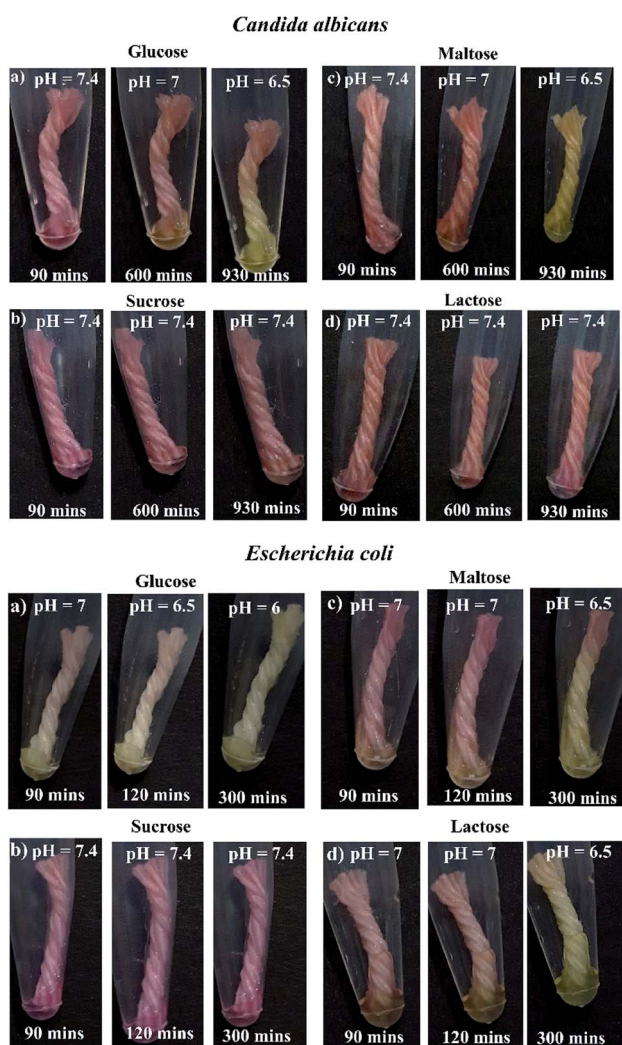 Candida albicans
Glucose
Maltose
a) pH = 7.4 pH = 7 pH = 6.5
c) pH = 7.4 pH = 7 pH = 6.5
90 mins 600 mins 930 mins
90 mins 600 mins 930 mins
Sucrose
Lactose
b) pH = 7.4 pH = 7.4 pH = 7.4
d) pH = 7.4 pH = 7.4 pH = 7.4
90 mins 600 mins 930 mins
90 mins 600 mins 930 mins
Escherichia coli
Glucose
Maltose
a) pH = 7 pH = 6.5 pH = 6
c) pH = 7 pH = 7 pH = 6.5
90 mins 120 mins 300 mins
90 mins 120 mins 300 mins
Sucrose
Lactose
b) pH = 7.4 pH = 7.4 pH = 7.4
d) pH = 7 pH = 7 pH = 6.5
90 mins 120 mins 300 mins
90 mins 120 mins 300 mins